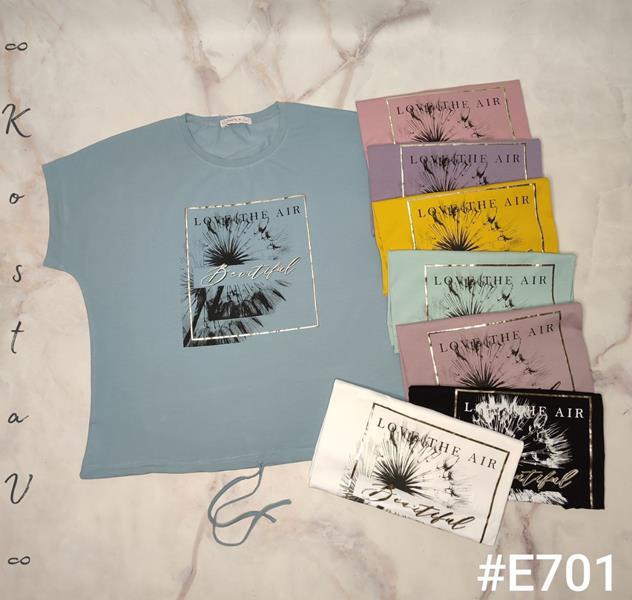 ∞
K
o
s
t
a
V
∞
LOVE THE AIR
Beautiful
LOVE THE AIR
LOVE THE AIR
LOVE THE AIR
LOVE THE AIR
LOVE THE AIR
LOVE THE AIR
Beautiful
LOVE THE AIR
Beautiful
#E701